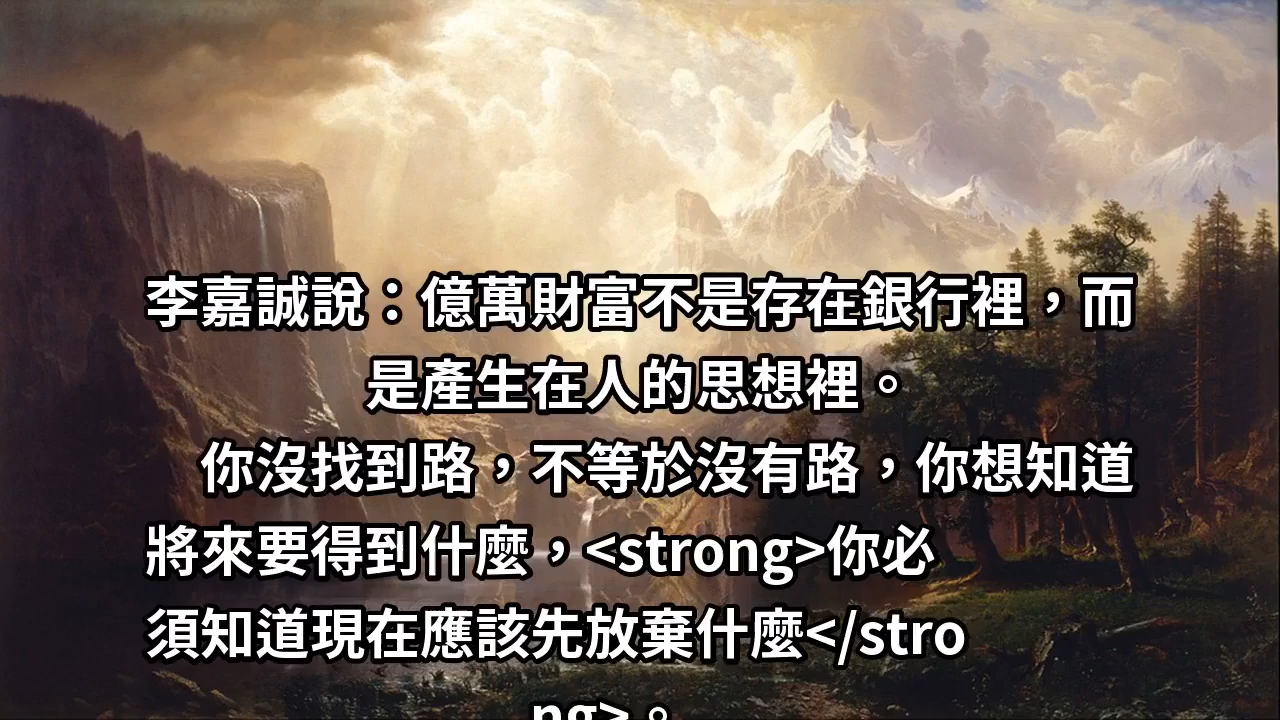 李嘉誠說：億萬財富不是存在銀行裡，而
是產生在人的思想裡。
你沒找到路，不等於沒有路，你想知道
將來要得到什麼，<strong>你必
須知道現在應該先放棄什麼</stro
ng>。